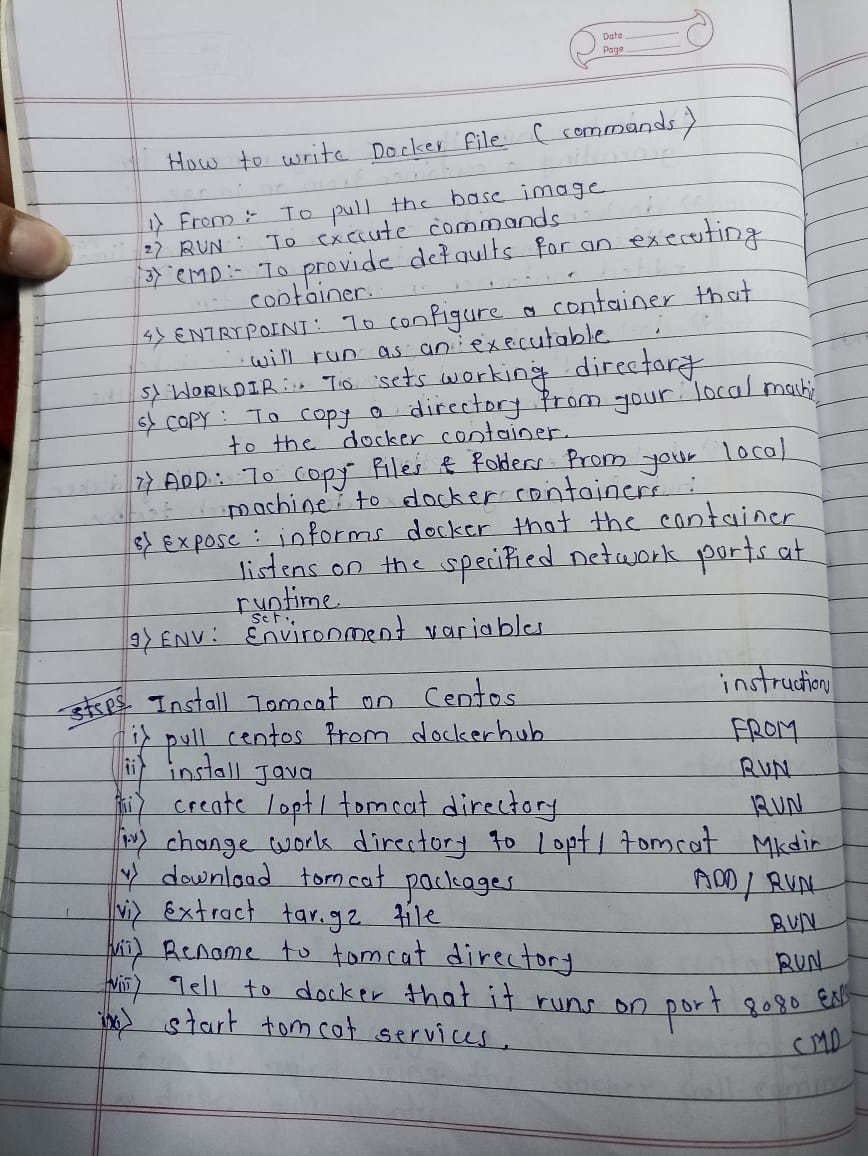 Date
Page
How to write Docker file (commands)
1) From :- To pull the base image
2) RUN : To execute commands
3) CMD :- To provide defaults for an executing
container.
4) ENTRYPOINT : To configure a container that
will run as an executable
5) WORKDIR :- To sets working directory
6) COPY : To copy a directory from your local machi
to the docker container.
7) ADD : To copy files & folders from your local
machine to docker containers
8) Expose : informs docker that the container
listens on the specified network ports at
runtime
set
9) ENV : Environment variables
steps Install Tomcat on Centos instruction
i) pull centos from dockerhub FROM
ii) install Java RUN
iii) create /opt/ tomcat directory RUN
iv) change work directory to /opt/ tomcat Mkdir
v) download tomcat packages ADD / RUN
vi) Extract tar.gz file RUN
vii) Rename to tomcat directory RUN
viii) Tell to docker that it runs on port 8080 Exp
ix) start tomcat services. CMD